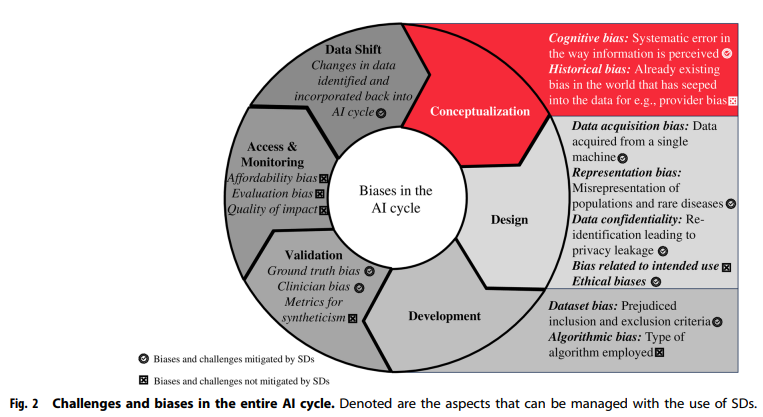 Data Shift
Changes in data
identified and
incorporated back into
AI cycle
Conceptualization
Cognitive bias: Systematic error in
the way information is perceived
Historical bias: Already existing
bias in the world that has seeped
into the data for e.g., provider bias
Access &
Monitoring
Affordability bias
Evaluation bias
Quality of impact
Biases in the
AI cycle
Design
Data acquisition bias: Data
acquired from a single
machine
Representation bias:
Misrepresentation of
populations and rare diseases
Data confidentiality: Re-
identification leading to
privacy leakage
Bias related to intended use
Ethical biases
Validation
Ground truth bias
Clinician bias
Metrics for
syntheticism
Development
Dataset bias: Prejudiced
inclusion and exclusion criteria
Algorithmic bias: Type of
algorithm employed
Biases and challenges mitigated by SDs
Biases and challenges not mitigated by SDs
Fig. 2 Challenges and biases in the entire AI cycle. Denoted are the aspects that can be managed with the use of SDs.